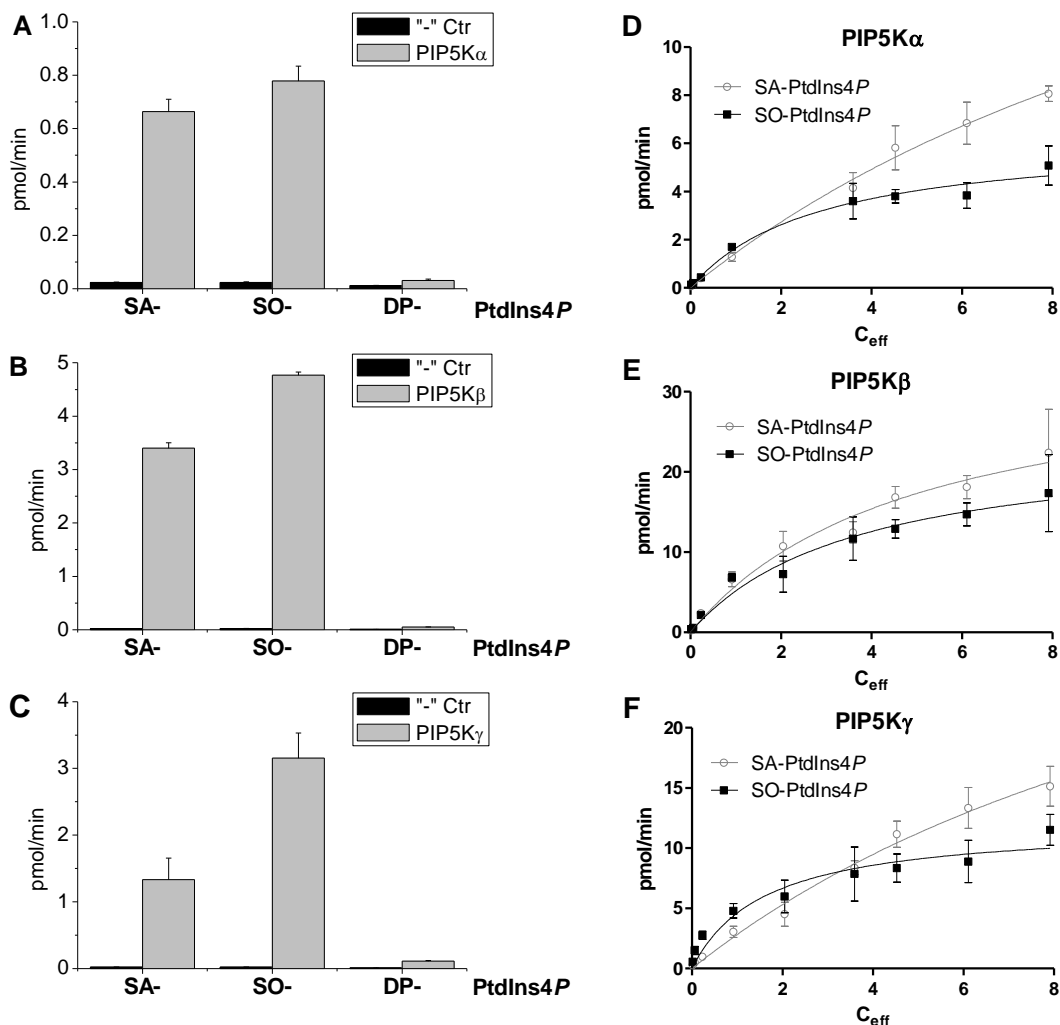 A
"-" Ctr
PIP5Kα
1.0
0.8
0.6
0.4
0.2
0.0
pmol/min
SA- SO- DP- PtdIns4P
B
"-" Ctr
PIP5Kβ
5
4
3
2
1
0
pmol/min
SA- SO- DP- PtdIns4P
C
"-" Ctr
PIP5Kγ
4
3
2
1
0
pmol/min
SA- SO- DP- PtdIns4P
D
PIP5Kα
SA-PtdIns4P
SO-PtdIns4P
10
8
6
4
2
0
pmol/min
0 2 4 6 8
Ceff
E
PIP5Kβ
SA-PtdIns4P
SO-PtdIns4P
30
20
10
0
pmol/min
0 2 4 6 8
Ceff
F
PIP5Kγ
SA-PtdIns4P
SO-PtdIns4P
20
15
10
5
0
pmol/min
0 2 4 6 8
Ceff